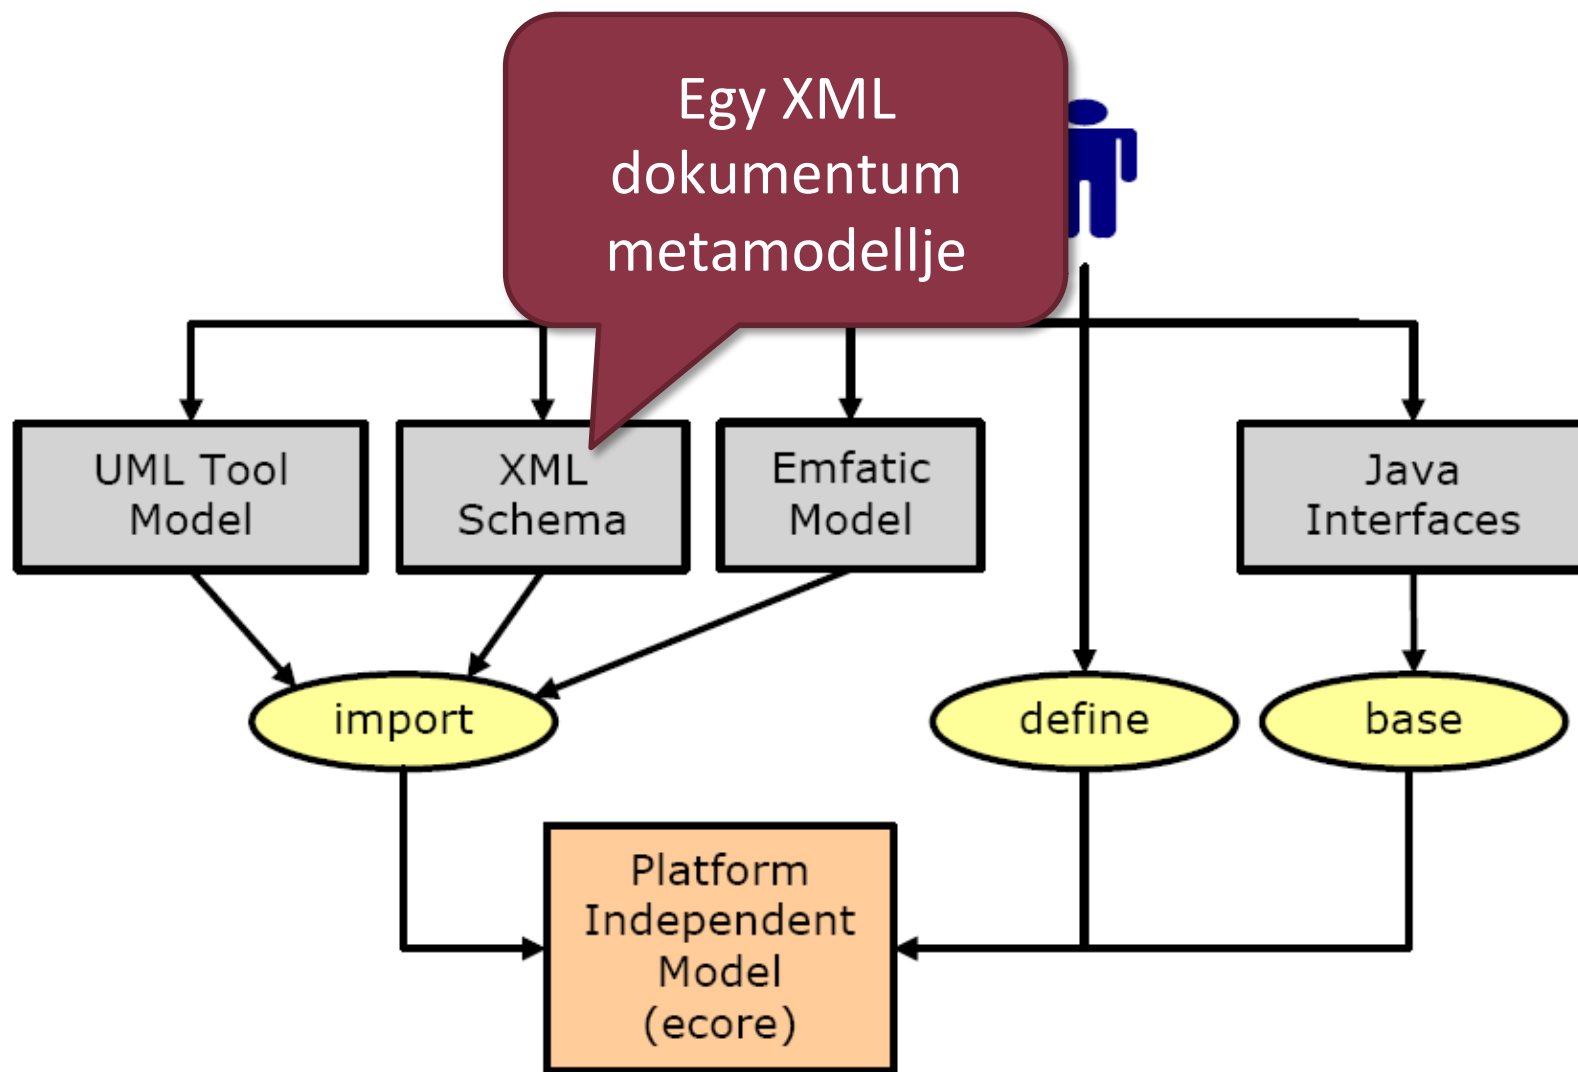 Egy XML
dokumentum
metamodellje
UML Tool
Model
XML
Schema
Emfatic
Model
Java
Interfaces
import
define
base
Platform
Independent
Model
(ecore)